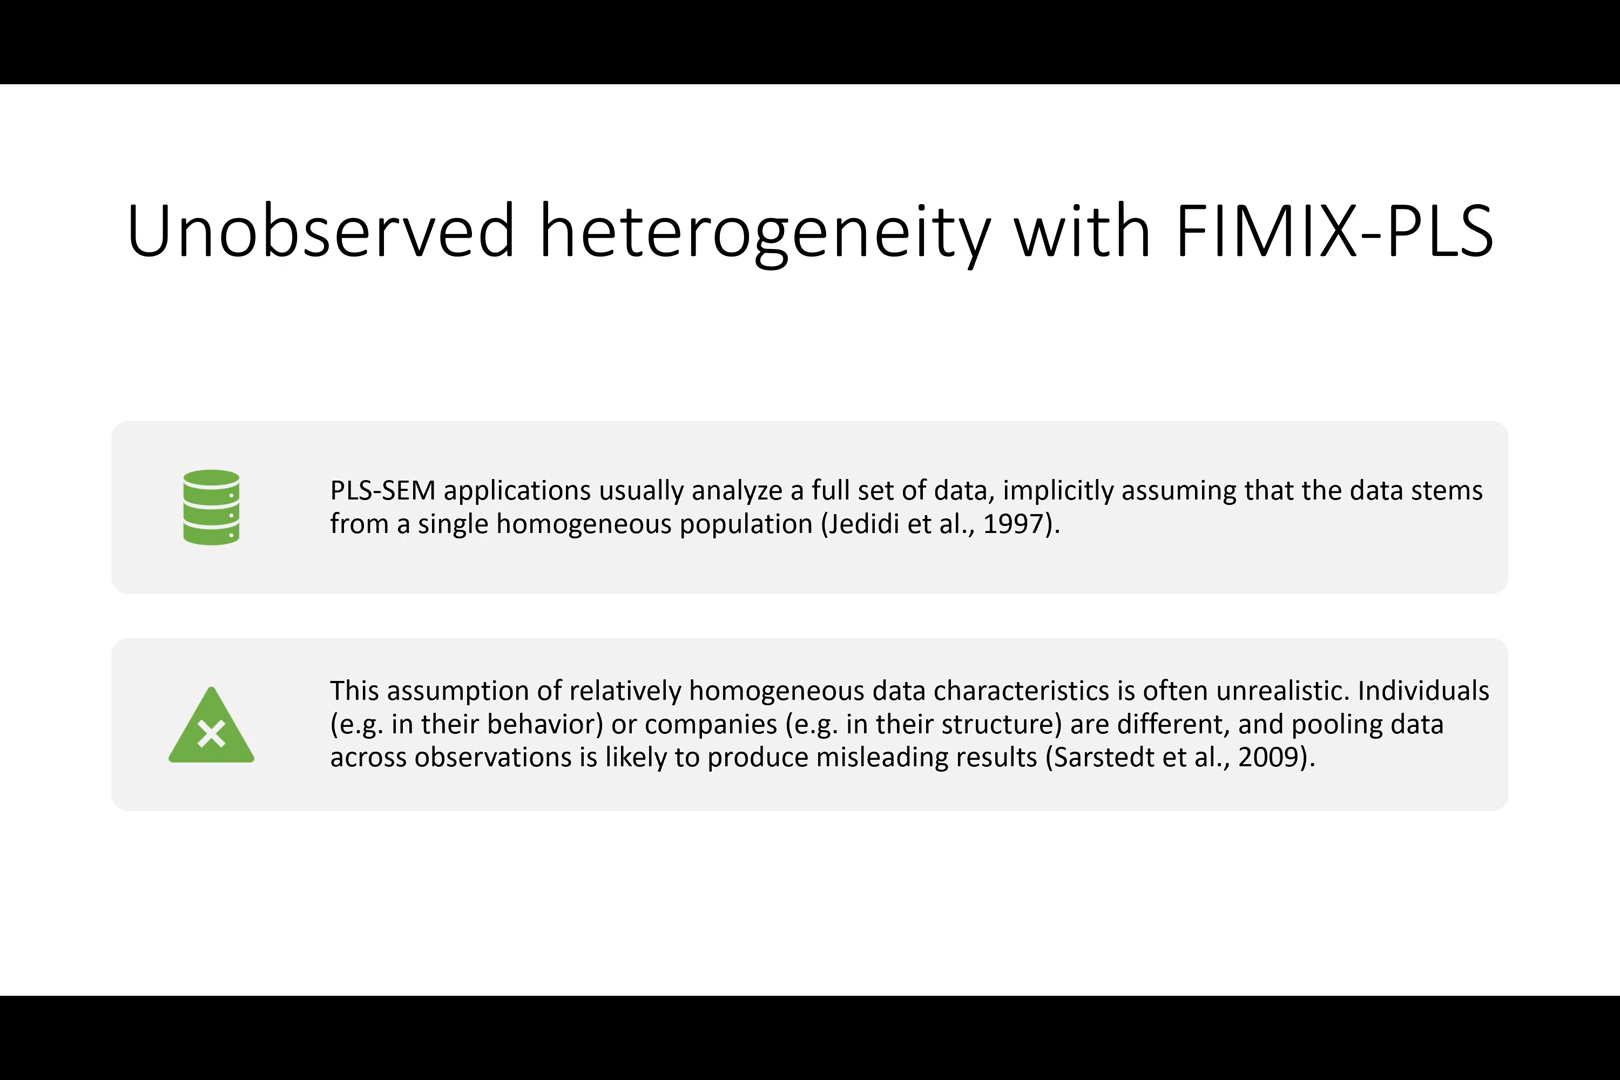 Unobserved heterogeneity with FIMIX-PLS
PLS-SEM applications usually analyze a full set of data, implicitly assuming that the data stems
from a single homogeneous population (Jedidi et al., 1997).
This assumption of relatively homogeneous data characteristics is often unrealistic. Individuals
(e.g. in their behavior) or companies (e.g. in their structure) are different, and pooling data
across observations is likely to produce misleading results (Sarstedt et al., 2009).